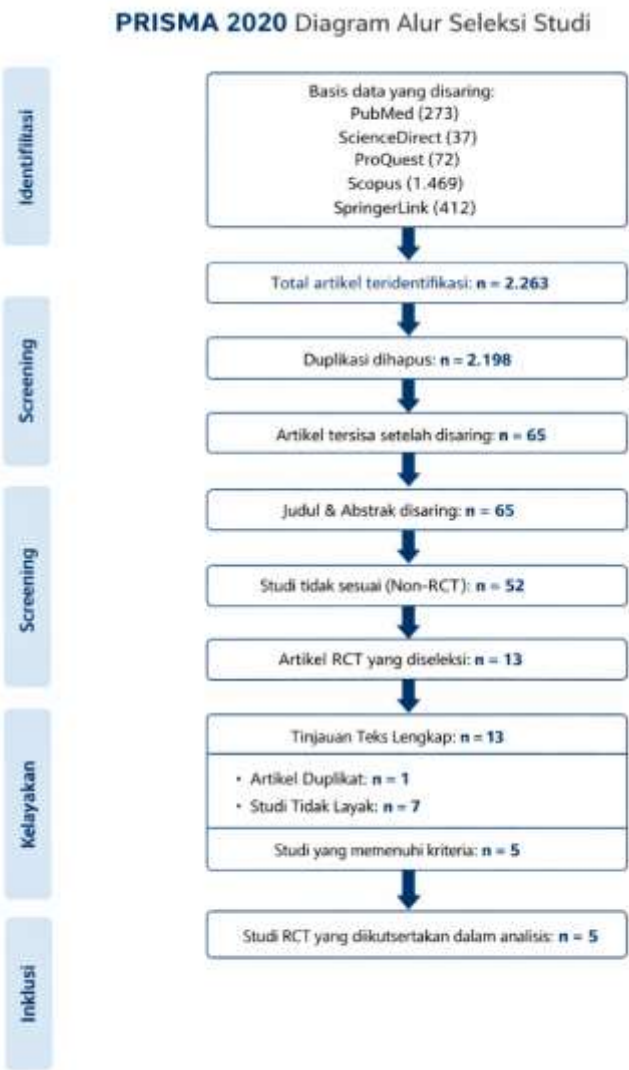 PRISMA 2020 Diagram Alur Seleksi Studi
Identifiitasi
Basis data yang disaring:
PubMed (273)
ScienceDirect (37)
ProQuest (72)
Scopus (1.469)
SpringerLink (412)
Total artikel teridentifikasi: n = 2.263
Screening
Duplikasi dihapus: n = 2.198
Artikel tersisa setelah disaring: n = 65
Screening
Judul & Abstrak disaring: n = 65
Studi tidak sesuai (Non-RCT): n = 52
Artikel RCT yang diseleksi: n = 13
Kelayakan
Tinjauan Teks Lengkap: n = 13
• Artikel Duplikat: n = 1
• Studi Tidak Layak: n = 7
Studi yang memenuhi kriteria: n = 5
Inklusi
Studi RCT yang diikutsertakan dalam analisis: n = 5